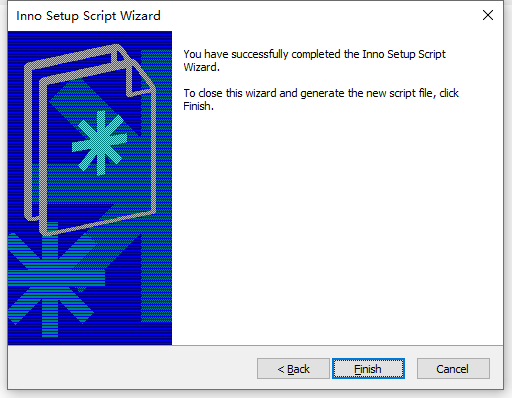 Inno Setup Script Wizard
You have successfully completed the Inno Setup Script
Wizard.
To close this wizard and generate the new script file, click
Finish.
< Back
Finish
Cancel